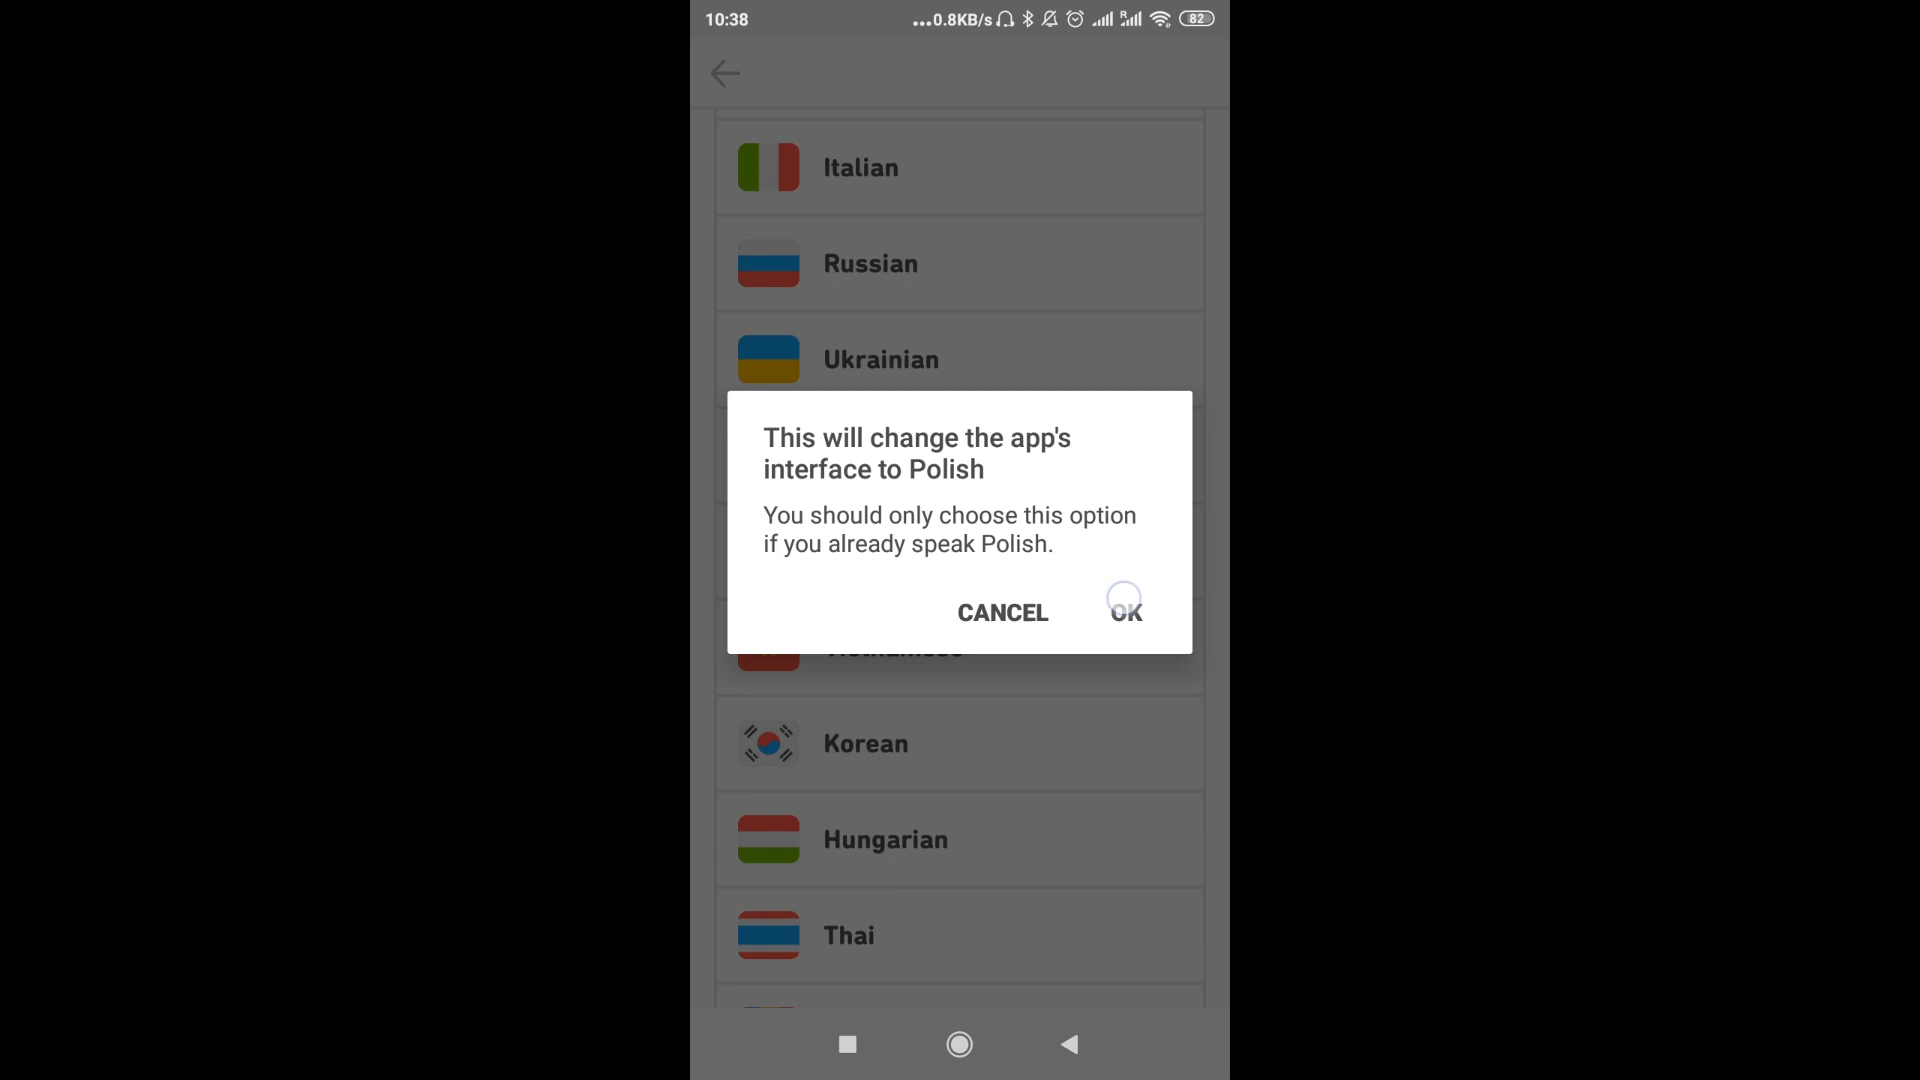 10:38 ...0.8KB/s R 82
Italian
Russian
Ukrainian
This will change the app's
interface to Polish
You should only choose this option
if you already speak Polish.
CANCEL OK
Vietnamese
Korean
Hungarian
Thai